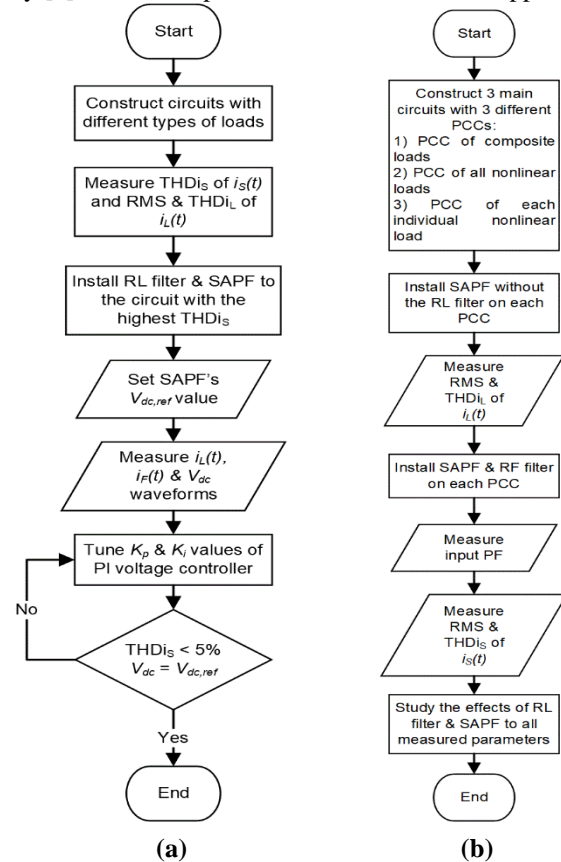 Start
Construct circuits with
different types of loads
Measure THDiS of iS(t)
and RMS & THDiL of
iL(t)
Install RL filter & SAPF to
the circuit with the
highest THDiS
Set SAPF's
Vdc,ref value
Measure iL(t),
iF(t) & Vdc
waveforms
Tune Kp & Ki values of
PI voltage controller
No
THDiS < 5%
Vdc = Vdc,ref
Yes
End
(a)
Start
Construct 3 main
circuits with 3 different
PCCs:
1) PCC of composite
loads
2) PCC of all nonlinear
loads
3) PCC of each
individual nonlinear
load
Install SAPF without
the RL filter on each
PCC
Measure
RMS &
THDiL of
iL(t)
Install SAPF & RF filter
on each PCC
Measure
input PF
Measure
RMS &
THDiS of
iS(t)
Study the effects of RL
filter & SAPF to all
measured parameters
End
(b)